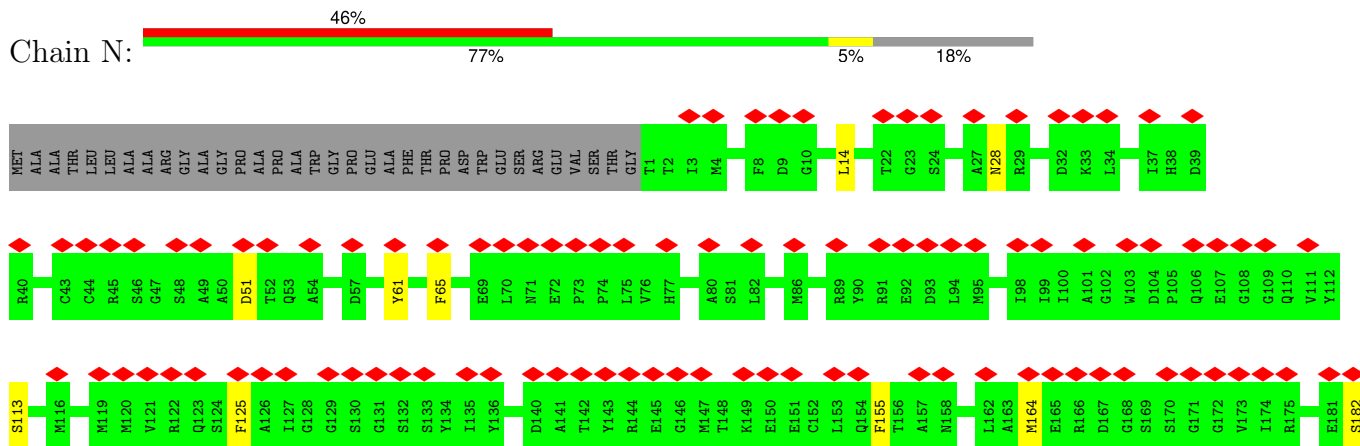 46%
Chain N:
77% 5% 18%
MET ALA ALA THR LEU LEU ALA ALA ARG GLY ALA GLY PRO ALA PRO ALA TRP GLY PRO GLU ALA PHE THR PRO ASP TRP GLU SER ARG GLU VAL SER THR GLY T1 T2 I3 M4 F8 D9 G10 L14 T22 G23 S24 A27 N28 R29 D32 K33 L34 I37 H38 D39
R40 C43 C44 R45 S46 G47 S48 A49 A50 D51 T52 Q53 A54 D57 Y61 F65 E69 L70 N71 E72 P73 P74 L75 V76 H77 A80 S81 L82 M86 R89 Y90 R91 E92 D93 L94 M95 I98 I99 I100 A101 G102 W103 D104 P105 Q106 E107 G108 G109 Q110 V111 Y112
S113 M116 M119 M120 V121 R122 Q123 S124 F125 A126 I127 G128 G129 S130 G131 S132 S133 Y134 I135 Y136 D140 A141 T142 Y143 R144 E145 G146 M147 T148 K149 E150 E151 C152 L153 Q154 F155 T156 A157 N158 L162 A163 M164 E165 R166 D167 G168 S169 S170 G171 G172 V173 I174 R175 E181 S182